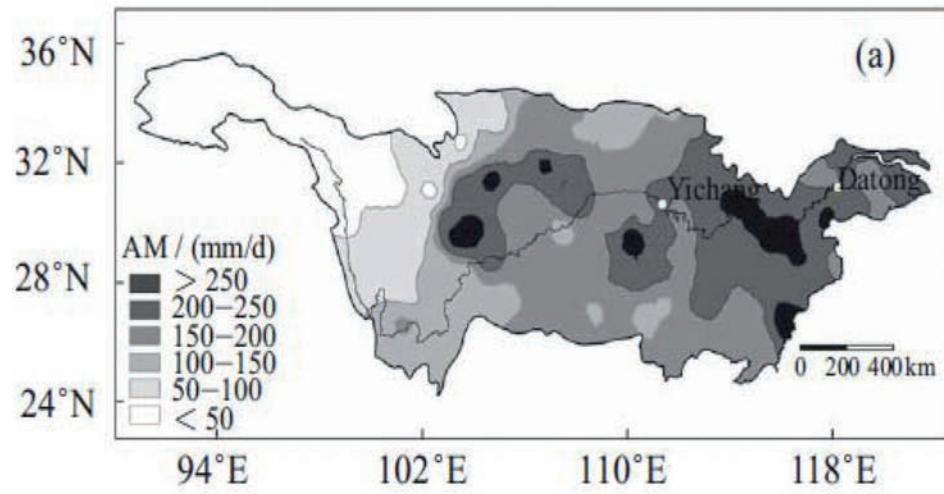 36°N
(a)
32°N
Yichang
Datong
AM / (mm/d)
28°N
> 250
200–250
150–200
100–150
50–100
< 50
0 200 400km
24°N
94°E 102°E 110°E 118°E